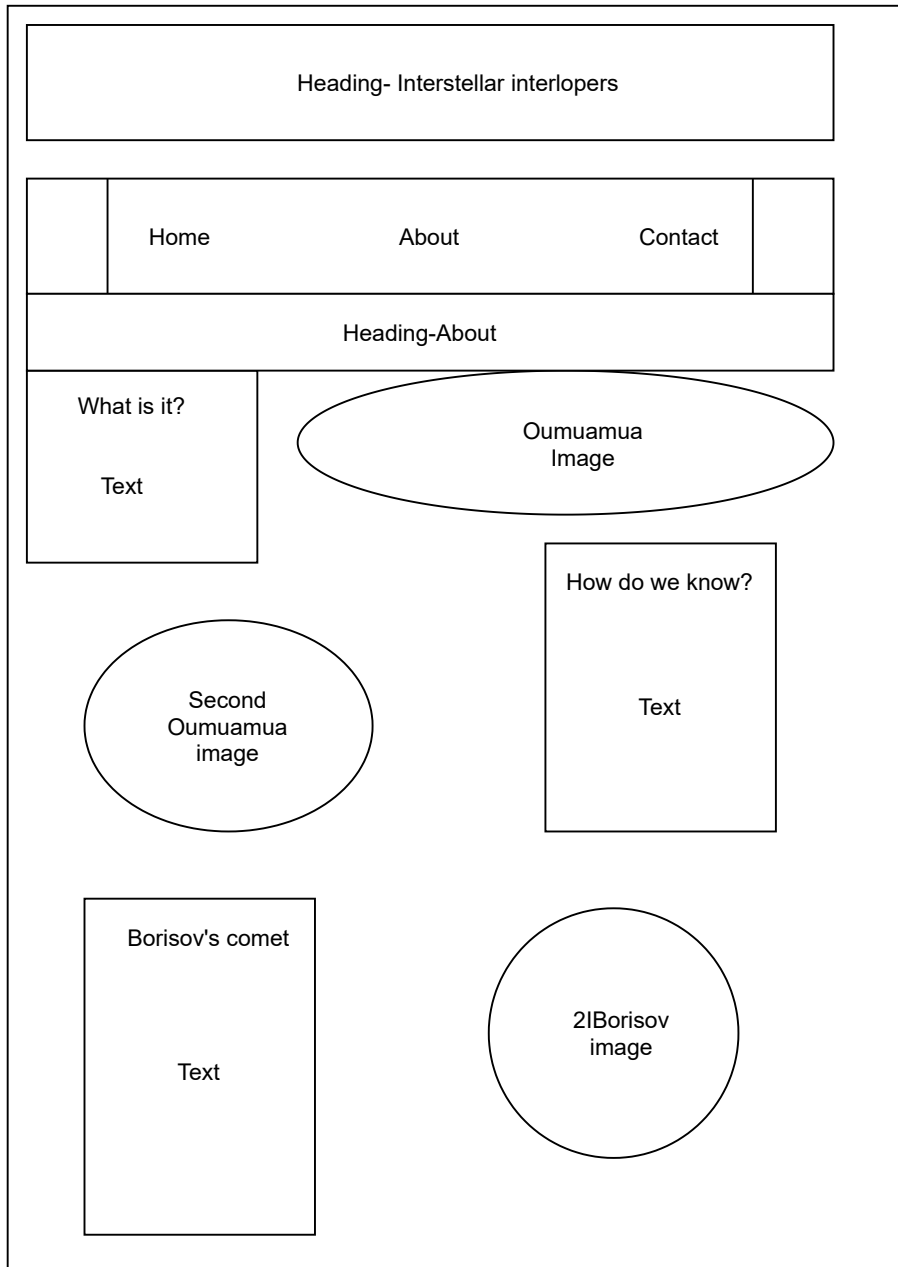 Heading- Interstellar interlopers
Home About Contact
Heading-About
What is it?
Text
Oumuamua
Image
How do we know?
Text
Second
Oumuamua
image
Borisov's comet
Text
2IBorisov
image